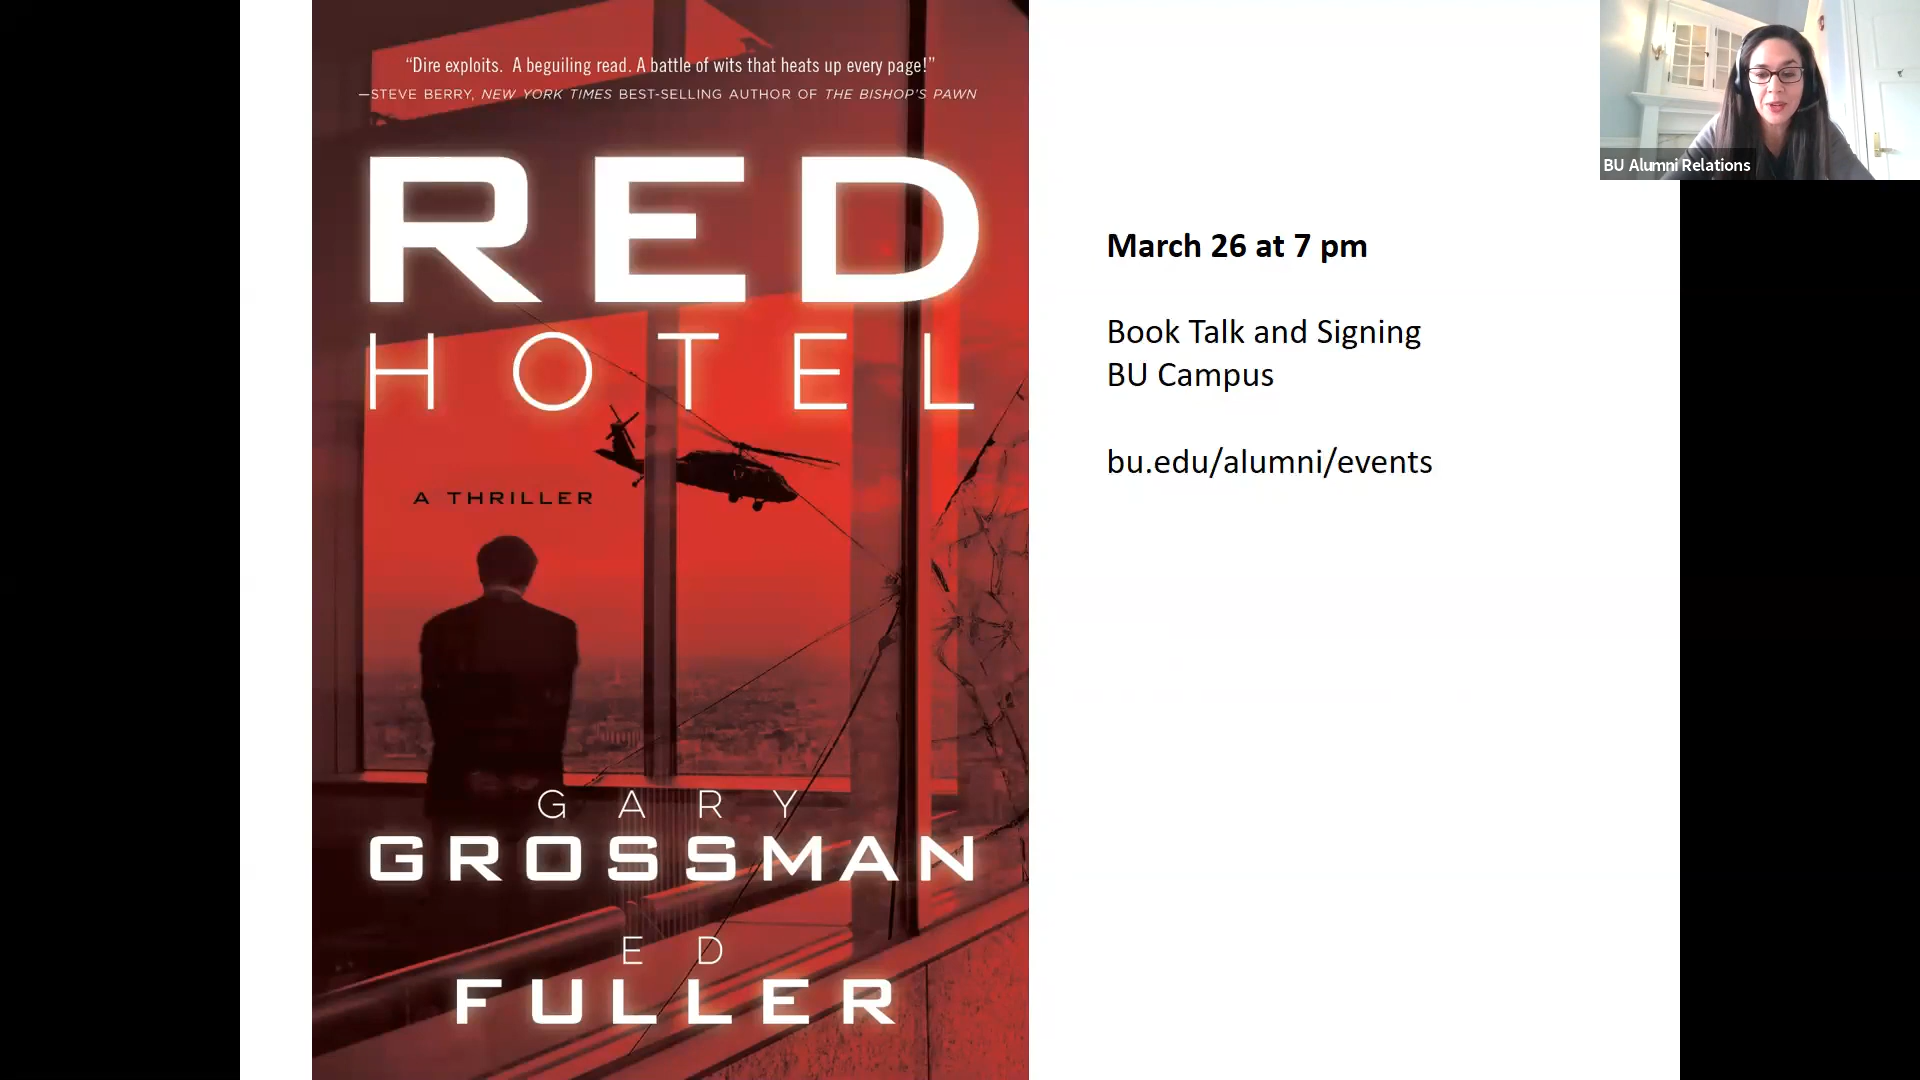 “Dire exploits. A beguiling read. A battle of wits that heats up every page!”
—STEVE BERRY, NEW YORK TIMES BEST-SELLING AUTHOR OF THE BISHOP'S PAWN
RED
HOTEL
A THRILLER
GARY
GROSSMAN
ED
FULLER
March 26 at 7 pm
Book Talk and Signing
BU Campus
bu.edu/alumni/events
BU Alumni Relations